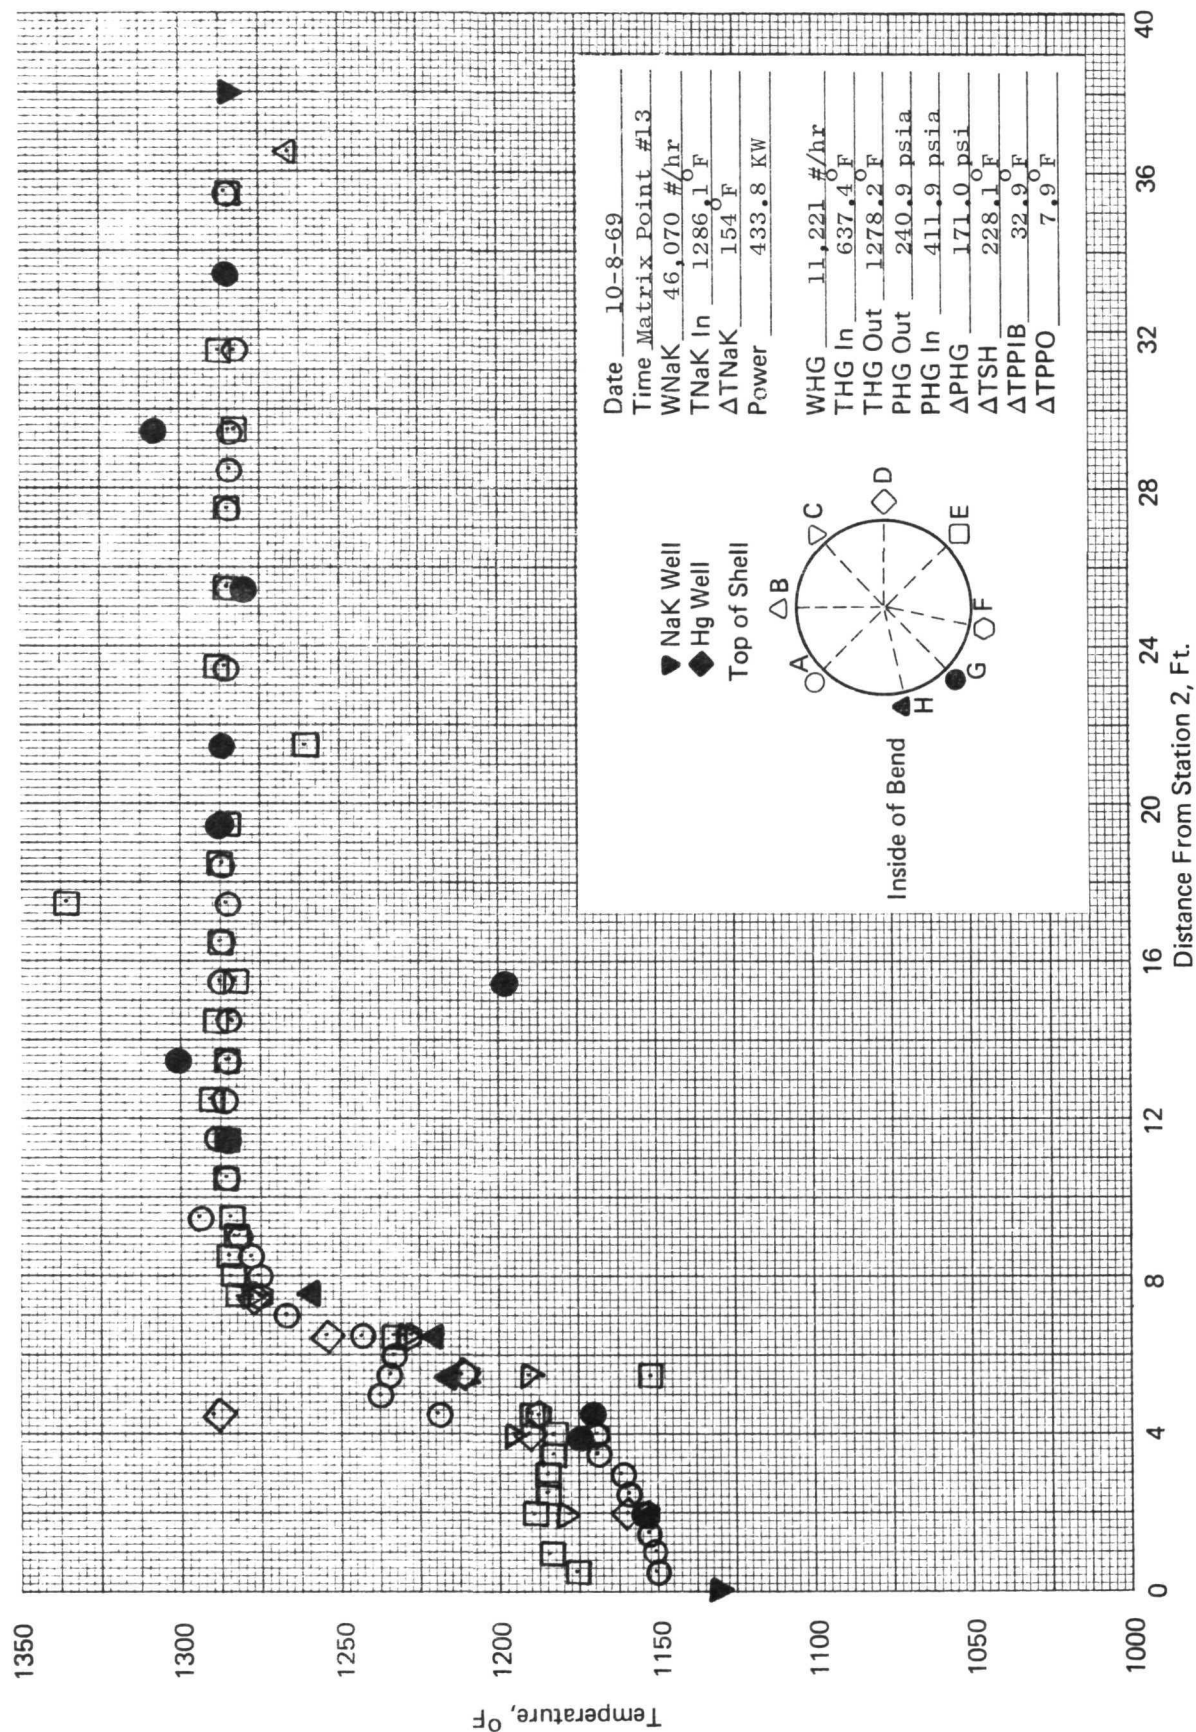 Temperature, °F
1350
1300
1250
1200
1150
1100
1050
1000
0
4
8
12
16
20
24
28
32
36
40
Distance From Station 2, Ft.
NaK Well
Hg Well
Top of Shell
Inside of Bend
A
B
C
D
E
F
G
H
Date 10-8-69
Time Matrix Point #13
WNaK 46,070 #/hr
TNaK In 1286.1°F
ΔTNaK 154°F
Power 433.8 KW
WHG 11,221 #/hr
THG In 637.4°F
THG Out 1278.2°F
PHG Out 240.9 psia
PHG In 411.9 psia
ΔPHG 171.0 psi
ΔTSH 228.1°F
ΔTPPIB 32.9°F
ΔTPPO 7.9°F